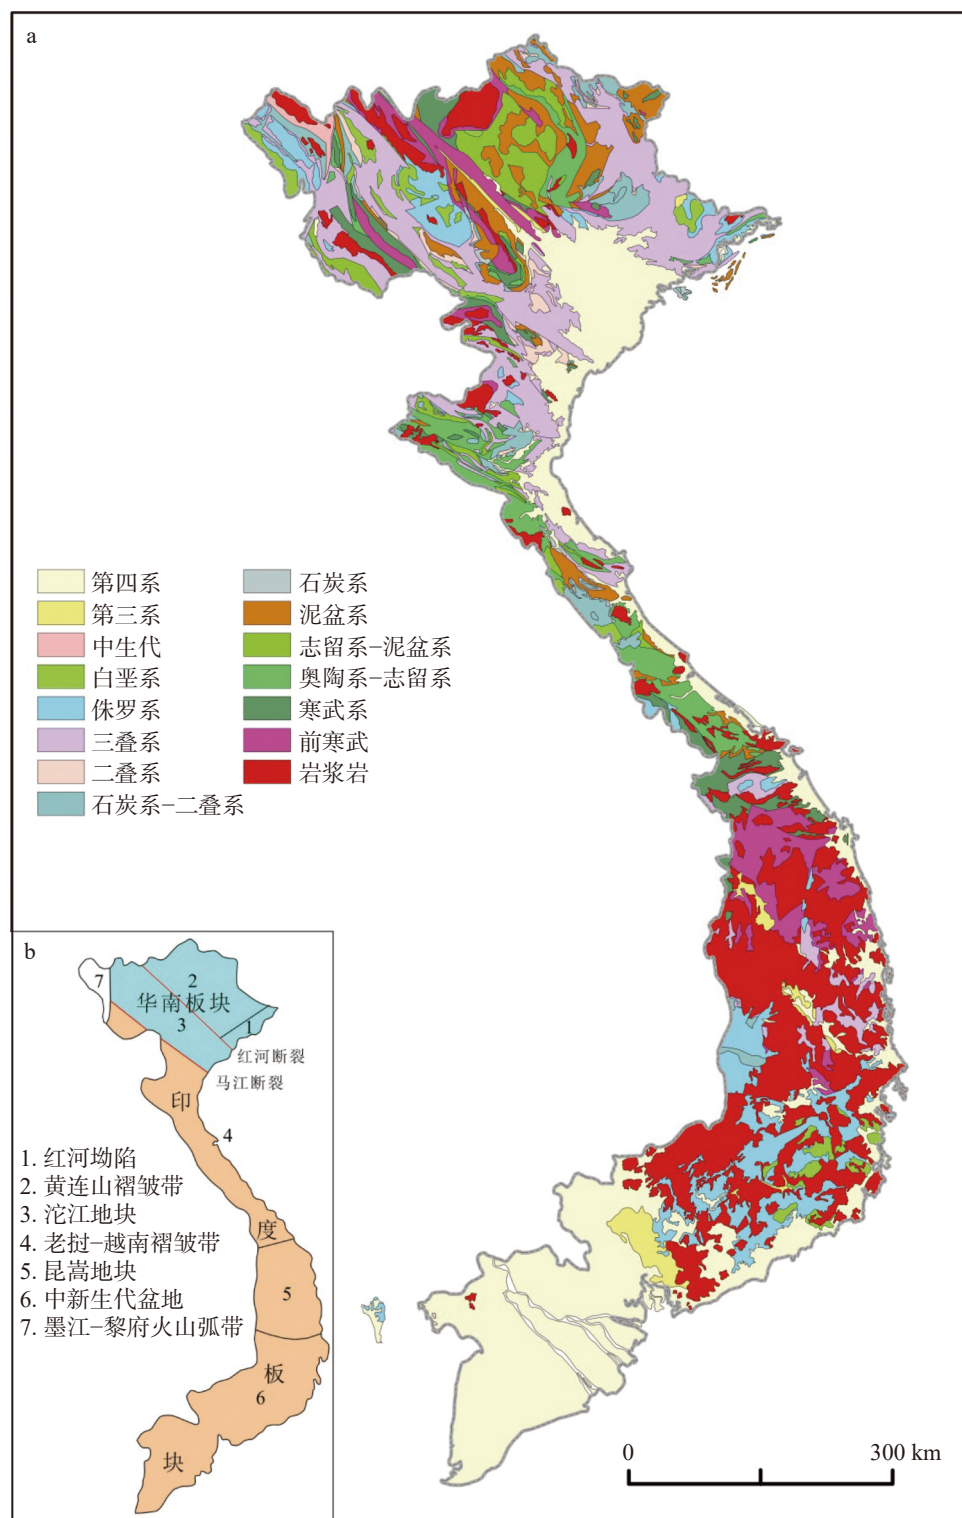 a
第四系
第三系
中生代
白垩系
侏罗系
三叠系
二叠系
石炭系–二叠系
石炭系
泥盆系
志留系–泥盆系
奥陶系–志留系
寒武系
前寒武
岩浆岩
b
7
2
华南板块
3
1
红河断裂
马江断裂
印
4
度
5
板
6
块
1. 红河坳陷
2. 黄连山褶皱带
3. 沱江地块
4. 老挝–越南褶皱带
5. 昆嵩地块
6. 中新生代盆地
7. 墨江–黎府火山弧带
0 300 km